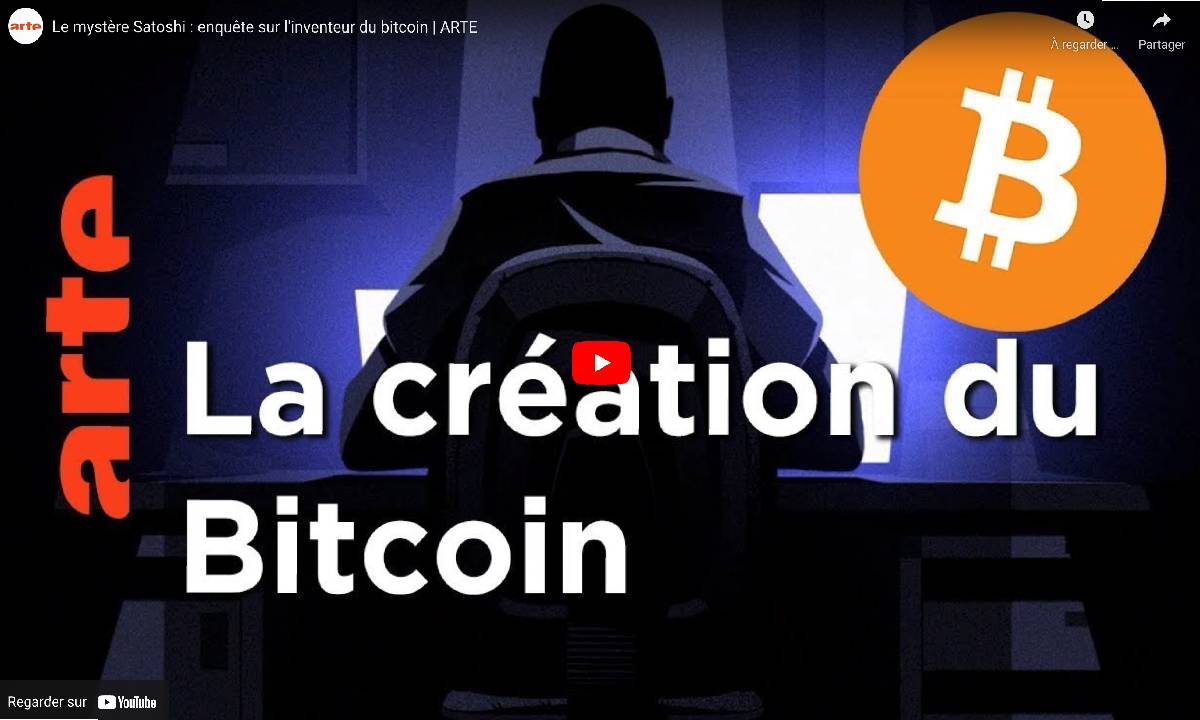 arte
Le mystère Satoshi : enquête sur l'inventeur du bitcoin | ARTE
À regarder ...
Partager
arte
La création du
Bitcoin
Regarder sur YouTube